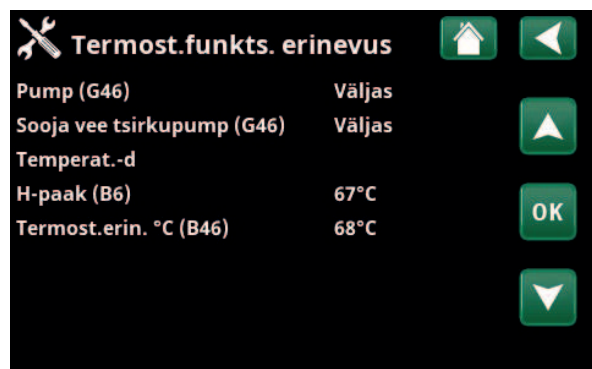 Termost.funkts. erinevus
Pump (G46) Väljas
Sooja vee tsirkupump (G46) Väljas
Temperat.-d
H-paak (B6) 67°C
OK
Termost.erin. °C (B46) 68°C